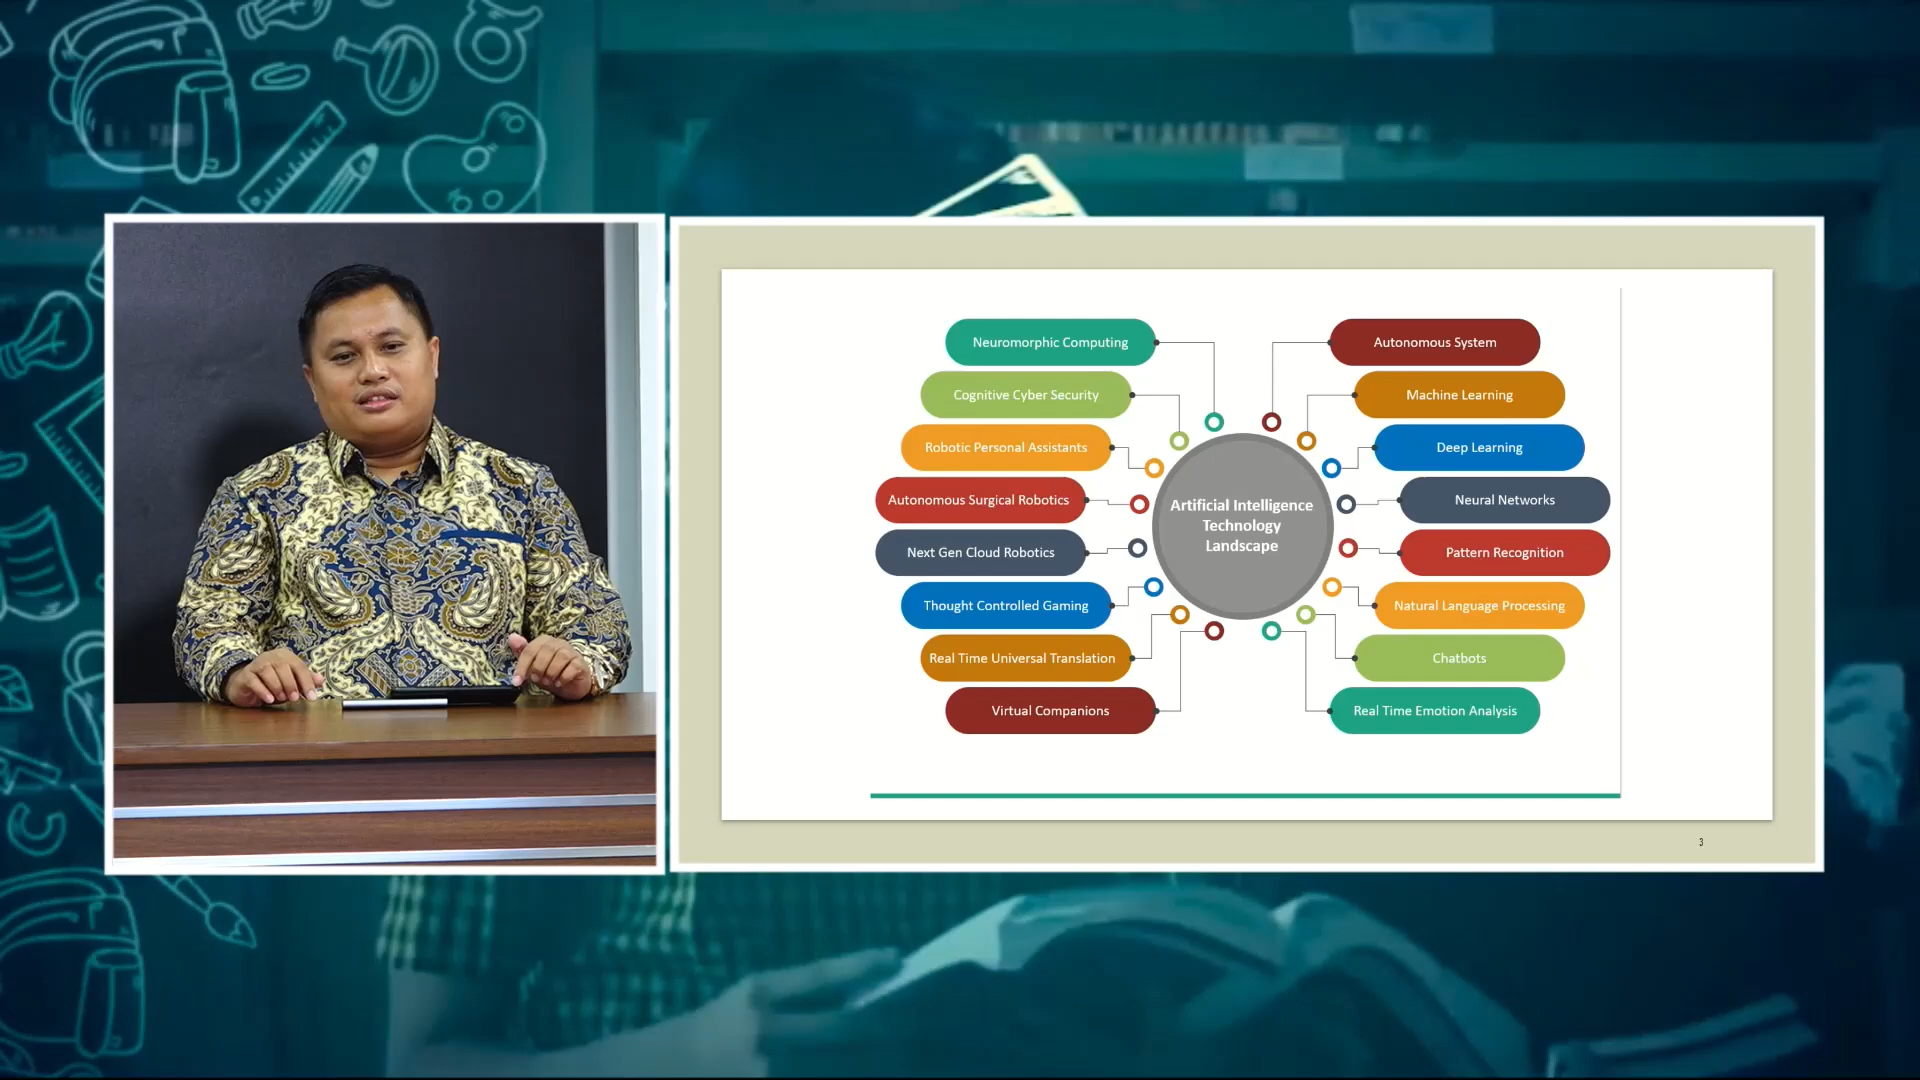 Neuromorphic Computing
Cognitive Cyber Security
Robotic Personal Assistants
Autonomous Surgical Robotics
Next Gen Cloud Robotics
Thought Controlled Gaming
Real Time Universal Translation
Virtual Companions
Artificial Intelligence
Technology
Landscape
Autonomous System
Machine Learning
Deep Learning
Neural Networks
Pattern Recognition
Natural Language Processing
Chatbots
Real Time Emotion Analysis
3